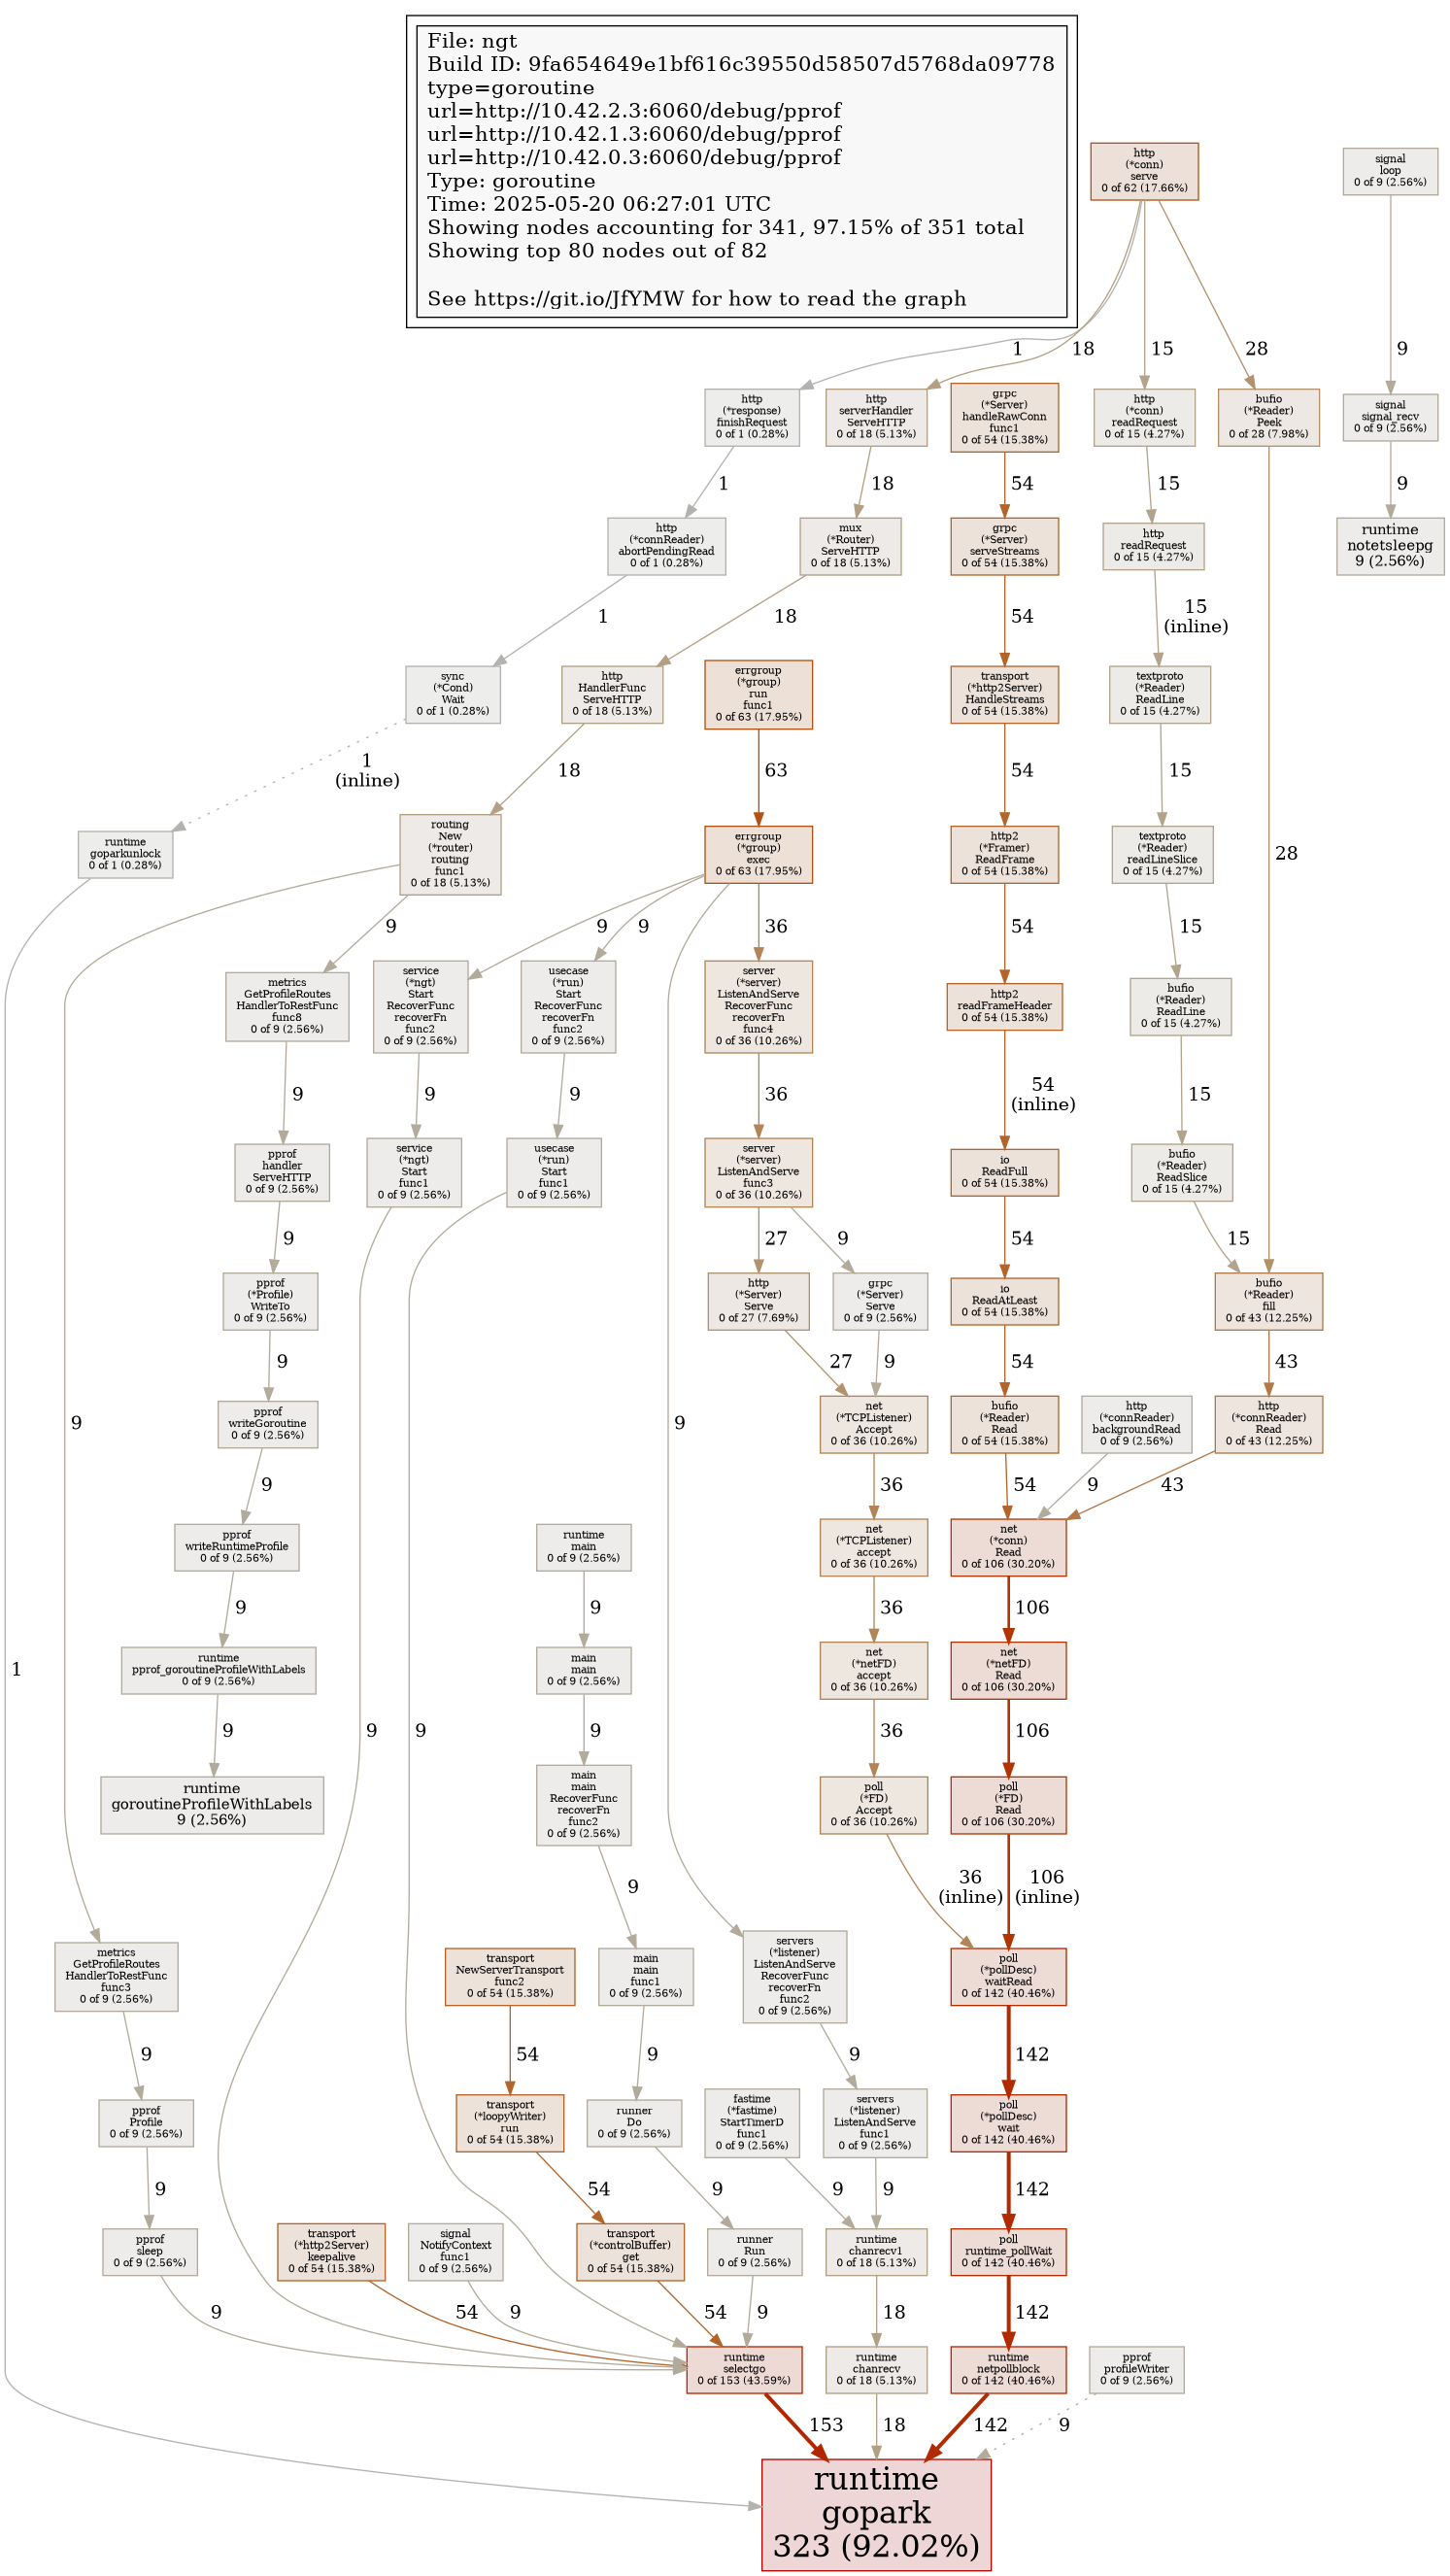 File: ngt
Build ID: 9fa654649e1bf616c39550d58507d5768da09778
type=goroutine
url=http://10.42.2.3:6060/debug/pprof
url=http://10.42.1.3:6060/debug/pprof
url=http://10.42.0.3:6060/debug/pprof
Type: goroutine
Time: 2025-05-20 06:27:01 UTC
Showing nodes accounting for 341, 97.15% of 351 total
Showing top 80 nodes out of 82
See https://git.io/JfYMW for how to read the graph
http
(*conn)
serve
0 of 62 (17.66%)
signal
loop
0 of 9 (2.56%)
1
18
15
28
9
http
(*response)
finishRequest
0 of 1 (0.28%)
http
serverHandler
ServeHTTP
0 of 18 (5.13%)
grpc
(*Server)
handleRawConn
func1
0 of 54 (15.38%)
http
(*conn)
readRequest
0 of 15 (4.27%)
bufio
(*Reader)
Peek
0 of 28 (7.98%)
signal
signal_recv
0 of 9 (2.56%)
1
18
54
15
9
http
(*connReader)
abortPendingRead
0 of 1 (0.28%)
mux
(*Router)
ServeHTTP
0 of 18 (5.13%)
grpc
(*Server)
serveStreams
0 of 54 (15.38%)
http
readRequest
0 of 15 (4.27%)
runtime
notetsleepg
9 (2.56%)
1
18
54
15
(inline)
sync
(*Cond)
Wait
0 of 1 (0.28%)
http
HandlerFunc
ServeHTTP
0 of 18 (5.13%)
errgroup
(*group)
run
func1
0 of 63 (17.95%)
transport
(*http2Server)
HandleStreams
0 of 54 (15.38%)
textproto
(*Reader)
ReadLine
0 of 15 (4.27%)
1
(inline)
18
63
54
15
runtime
goparkunlock
0 of 1 (0.28%)
routing
New
(*router)
routing
func1
0 of 18 (5.13%)
errgroup
(*group)
exec
0 of 63 (17.95%)
http2
(*Framer)
ReadFrame
0 of 54 (15.38%)
textproto
(*Reader)
readLineSlice
0 of 15 (4.27%)
28
9
9
9
36
54
15
metrics
GetProfileRoutes
HandlerToRestFunc
func8
0 of 9 (2.56%)
service
(*ngt)
Start
RecoverFunc
recoverFn
func2
0 of 9 (2.56%)
usecase
(*run)
Start
RecoverFunc
recoverFn
func2
0 of 9 (2.56%)
server
(*server)
ListenAndServe
RecoverFunc
recoverFn
func4
0 of 36 (10.26%)
http2
readFrameHeader
0 of 54 (15.38%)
bufio
(*Reader)
ReadLine
0 of 15 (4.27%)
9
9
9
36
54
(inline)
15
pprof
handler
ServeHTTP
0 of 9 (2.56%)
service
(*ngt)
Start
func1
0 of 9 (2.56%)
usecase
(*run)
Start
func1
0 of 9 (2.56%)
server
(*server)
ListenAndServe
func3
0 of 36 (10.26%)
io
ReadFull
0 of 54 (15.38%)
bufio
(*Reader)
ReadSlice
0 of 15 (4.27%)
9
27
9
54
15
pprof
(*Profile)
WriteTo
0 of 9 (2.56%)
http
(*Server)
Serve
0 of 27 (7.69%)
grpc
(*Server)
Serve
0 of 9 (2.56%)
io
ReadAtLeast
0 of 54 (15.38%)
bufio
(*Reader)
fill
0 of 43 (12.25%)
9
27
9
54
43
9
pprof
writeGoroutine
0 of 9 (2.56%)
9
net
(*TCPListener)
Accept
0 of 36 (10.26%)
bufio
(*Reader)
Read
0 of 54 (15.38%)
http
(*connReader)
backgroundRead
0 of 9 (2.56%)
http
(*connReader)
Read
0 of 43 (12.25%)
9
36
54
9
43
pprof
writeRuntimeProfile
0 of 9 (2.56%)
runtime
main
0 of 9 (2.56%)
net
(*TCPListener)
accept
0 of 36 (10.26%)
net
(*conn)
Read
0 of 106 (30.20%)
9
9
36
106
1
runtime
pprof_goroutineProfileWithLabels
0 of 9 (2.56%)
9
9
main
main
0 of 9 (2.56%)
net
(*netFD)
accept
0 of 36 (10.26%)
net
(*netFD)
Read
0 of 106 (30.20%)
9
9
36
106
runtime
goroutineProfileWithLabels
9 (2.56%)
main
main
RecoverFunc
recoverFn
func2
0 of 9 (2.56%)
poll
(*FD)
Accept
0 of 36 (10.26%)
poll
(*FD)
Read
0 of 106 (30.20%)
9
36
(inline)
106
(inline)
metrics
GetProfileRoutes
HandlerToRestFunc
func3
0 of 9 (2.56%)
transport
NewServerTransport
func2
0 of 54 (15.38%)
main
main
func1
0 of 9 (2.56%)
servers
(*listener)
ListenAndServe
RecoverFunc
recoverFn
func2
0 of 9 (2.56%)
poll
(*pollDesc)
waitRead
0 of 142 (40.46%)
9
54
9
9
142
pprof
Profile
0 of 9 (2.56%)
transport
(*loopyWriter)
run
0 of 54 (15.38%)
runner
Do
0 of 9 (2.56%)
fastime
(*fastime)
StartTimerD
func1
0 of 9 (2.56%)
servers
(*listener)
ListenAndServe
func1
0 of 9 (2.56%)
poll
(*pollDesc)
wait
0 of 142 (40.46%)
9
54
9
9
9
142
pprof
sleep
0 of 9 (2.56%)
transport
(*http2Server)
keepalive
0 of 54 (15.38%)
signal
NotifyContext
func1
0 of 9 (2.56%)
transport
(*controlBuffer)
get
0 of 54 (15.38%)
runner
Run
0 of 9 (2.56%)
runtime
chanrecv1
0 of 18 (5.13%)
poll
runtime_pollWait
0 of 142 (40.46%)
9
54
9
54
9
18
142
runtime
selectgo
0 of 153 (43.59%)
runtime
chanrecv
0 of 18 (5.13%)
runtime
netpollblock
0 of 142 (40.46%)
pprof
profileWriter
0 of 9 (2.56%)
153
18
142
9
runtime
gopark
323 (92.02%)